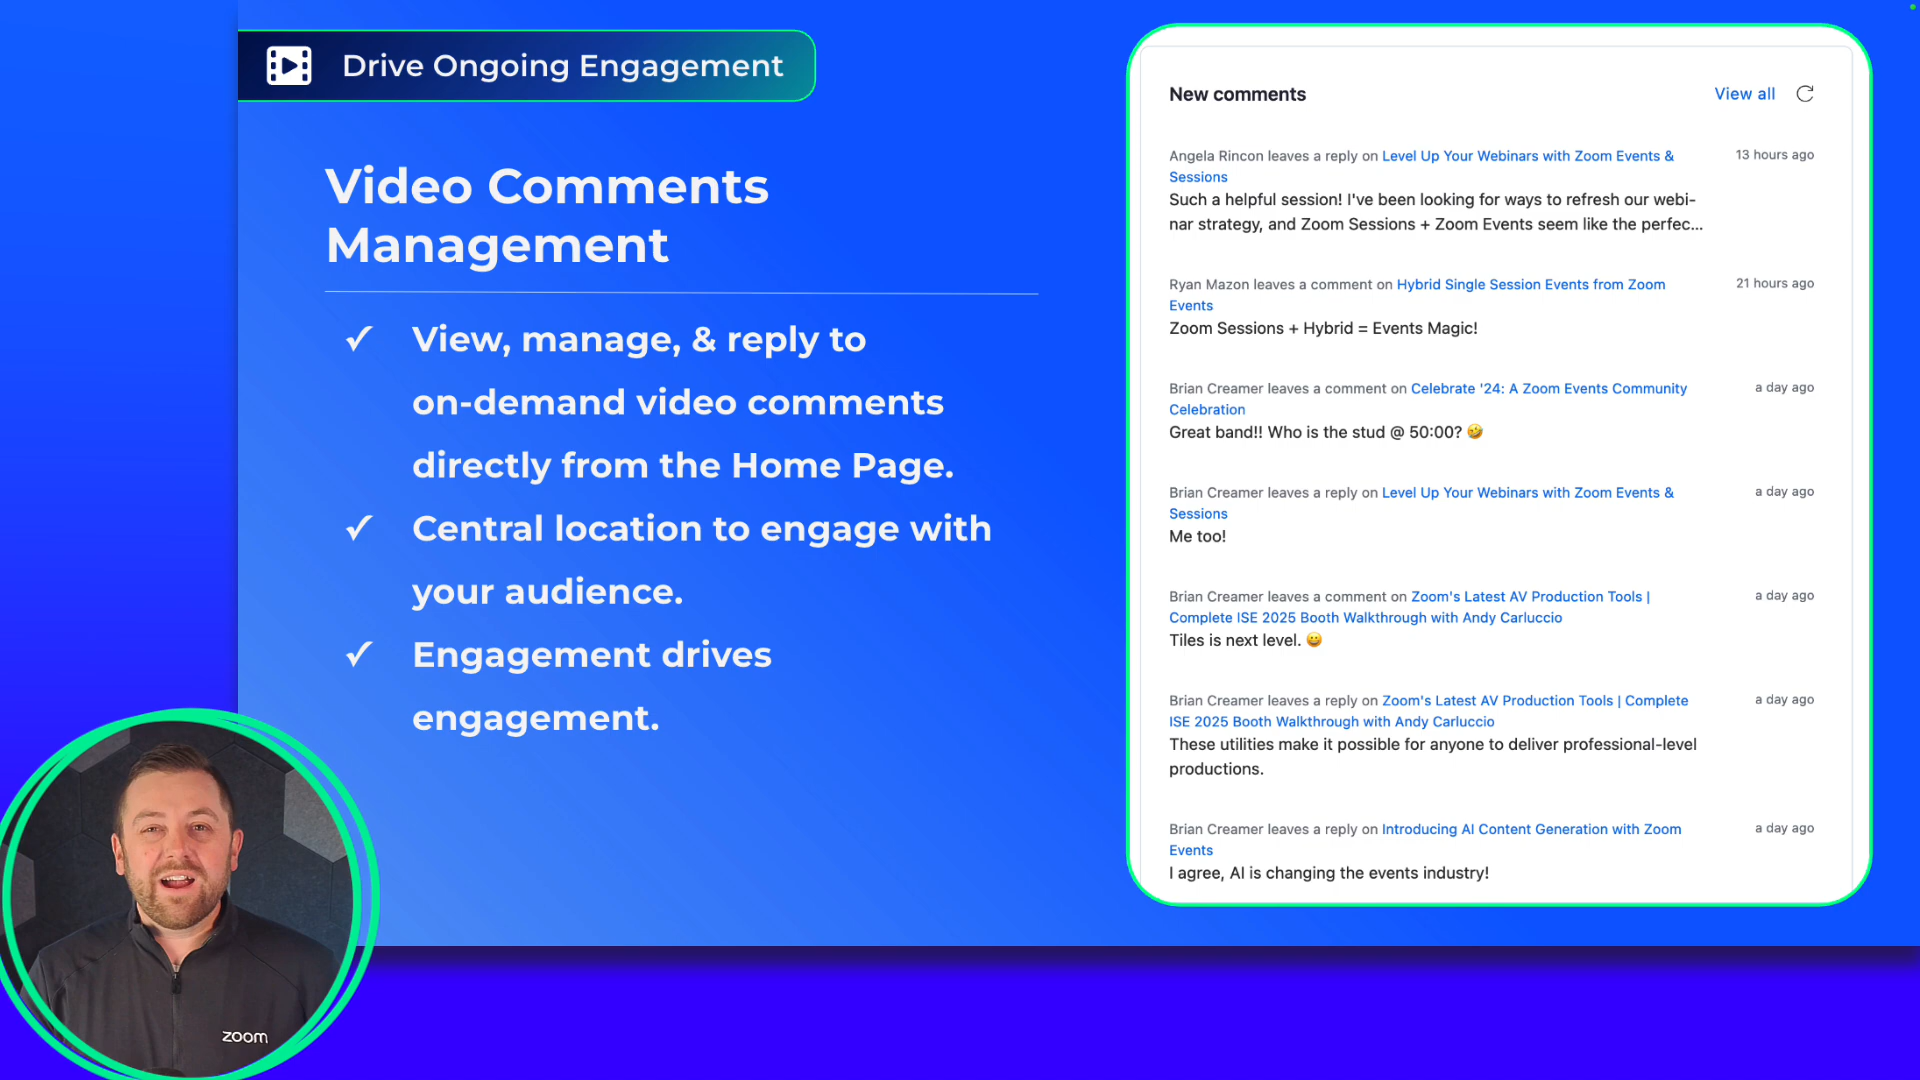 Drive Ongoing Engagement
Video Comments
Management
✓ View, manage, & reply to
on-demand video comments
directly from the Home Page.
✓ Central location to engage with
your audience.
✓ Engagement drives
engagement.
New comments
View all
Angela Rincon leaves a reply on Level Up Your Webinars with Zoom Events &
Sessions
13 hours ago
Such a helpful session! I've been looking for ways to refresh our webi-
nar strategy, and Zoom Sessions + Zoom Events seem like the perfec...
Ryan Mazon leaves a comment on Hybrid Single Session Events from Zoom
Events
21 hours ago
Zoom Sessions + Hybrid = Events Magic!
Brian Creamer leaves a comment on Celebrate '24: A Zoom Events Community
Celebration
a day ago
Great band!! Who is the stud @ 50:00? 🤣
Brian Creamer leaves a reply on Level Up Your Webinars with Zoom Events &
Sessions
a day ago
Me too!
Brian Creamer leaves a comment on Zoom's Latest AV Production Tools |
Complete ISE 2025 Booth Walkthrough with Andy Carluccio
a day ago
Tiles is next level. 😀
Brian Creamer leaves a reply on Zoom's Latest AV Production Tools | Complete
ISE 2025 Booth Walkthrough with Andy Carluccio
a day ago
These utilities make it possible for anyone to deliver professional-level
productions.
Brian Creamer leaves a reply on Introducing AI Content Generation with Zoom
Events
a day ago
I agree, AI is changing the events industry!
zoom